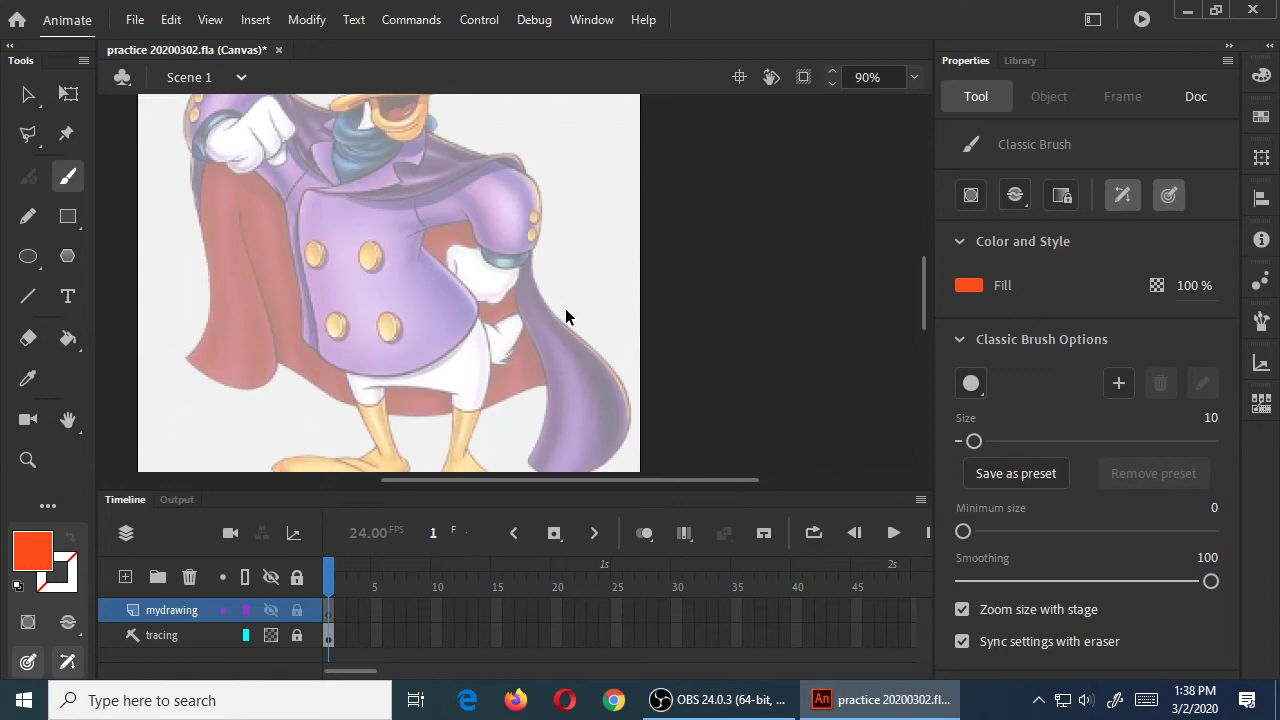 Animate File Edit View Insert Modify Text Commands Control Debug Window Help
practice 20200302.fla (Canvas)*
Tools
Scene 1 90%
Properties Library
Tool Object Frame Doc
Classic Brush
Color and Style
Fill 100 %
Classic Brush Options
Size 10
Save as preset Remove preset
Minimum size 0
Smoothing 100
Zoom size with stage
Sync settings with eraser
Timeline Output
24.00 FPS 1 F
1s 2s
5 10 15 20 25 30 35 40 45
mydrawing
tracing
Type here to search
OBS 24.0.3 (64-bit, ...
An practice 20200302.fl...
1:38 PM
3/2/2020